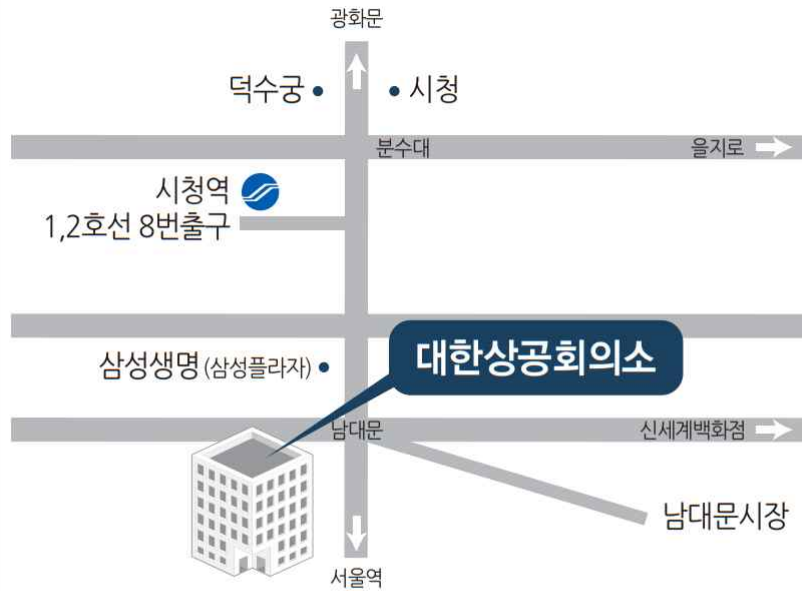 광화문
덕수궁
시청
분수대
을지로
시청역
1,2호선 8번출구
대한상공회의소
삼성생명 (삼성플라자)
남대문
신세계백화점
남대문시장
서울역